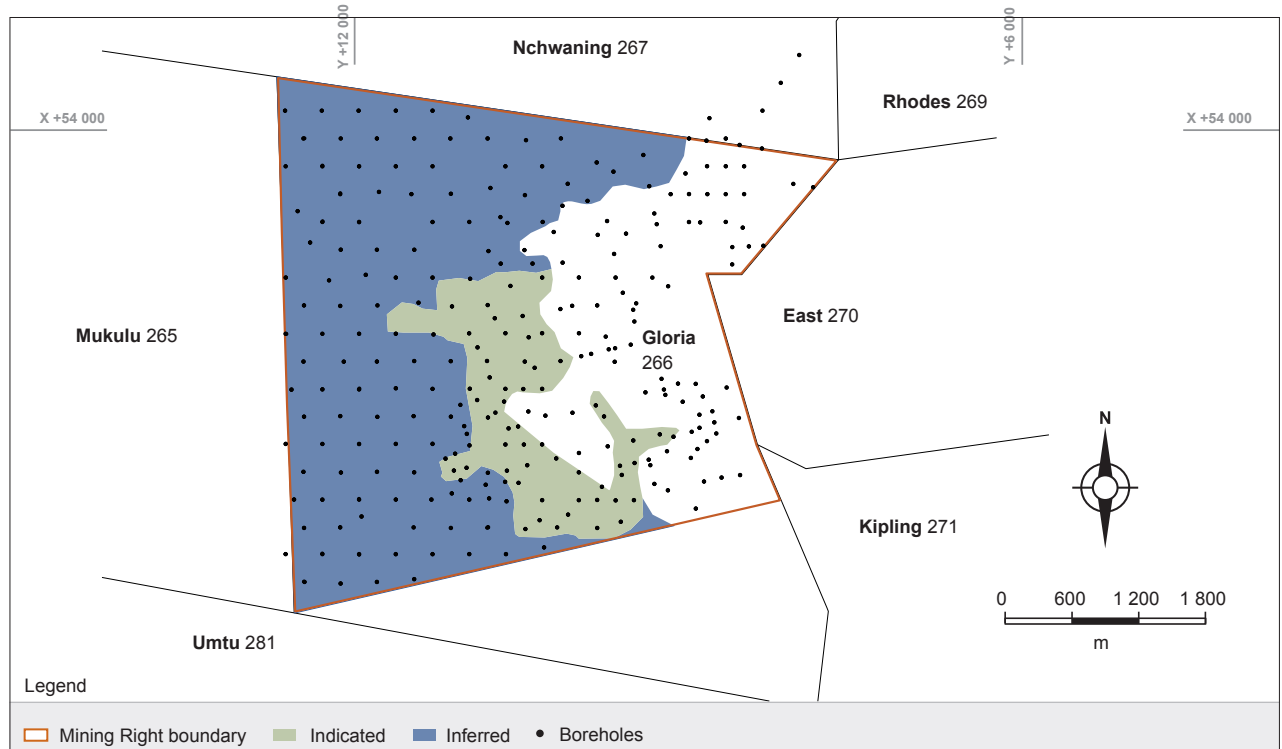 Y +12 000
Y +6 000
Nchwaning 267
Rhodes 269
X +54 000
X +54 000
Mukulu 265
Gloria
266
East 270
N
Kipling 271
0 600 1 200 1 800
m
Umtu 281
Legend
Mining Right boundary Indicated Inferred Boreholes